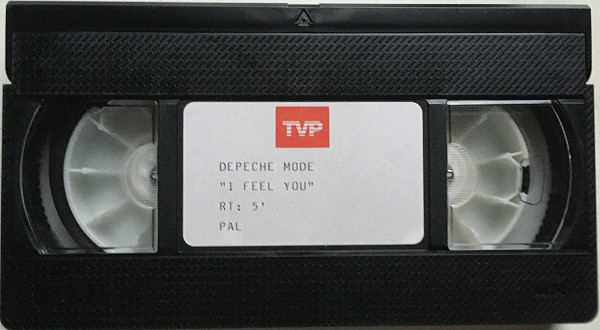 TVP
DEPECHE MODE
"I FEEL YOU"
RT: 5'
PAL